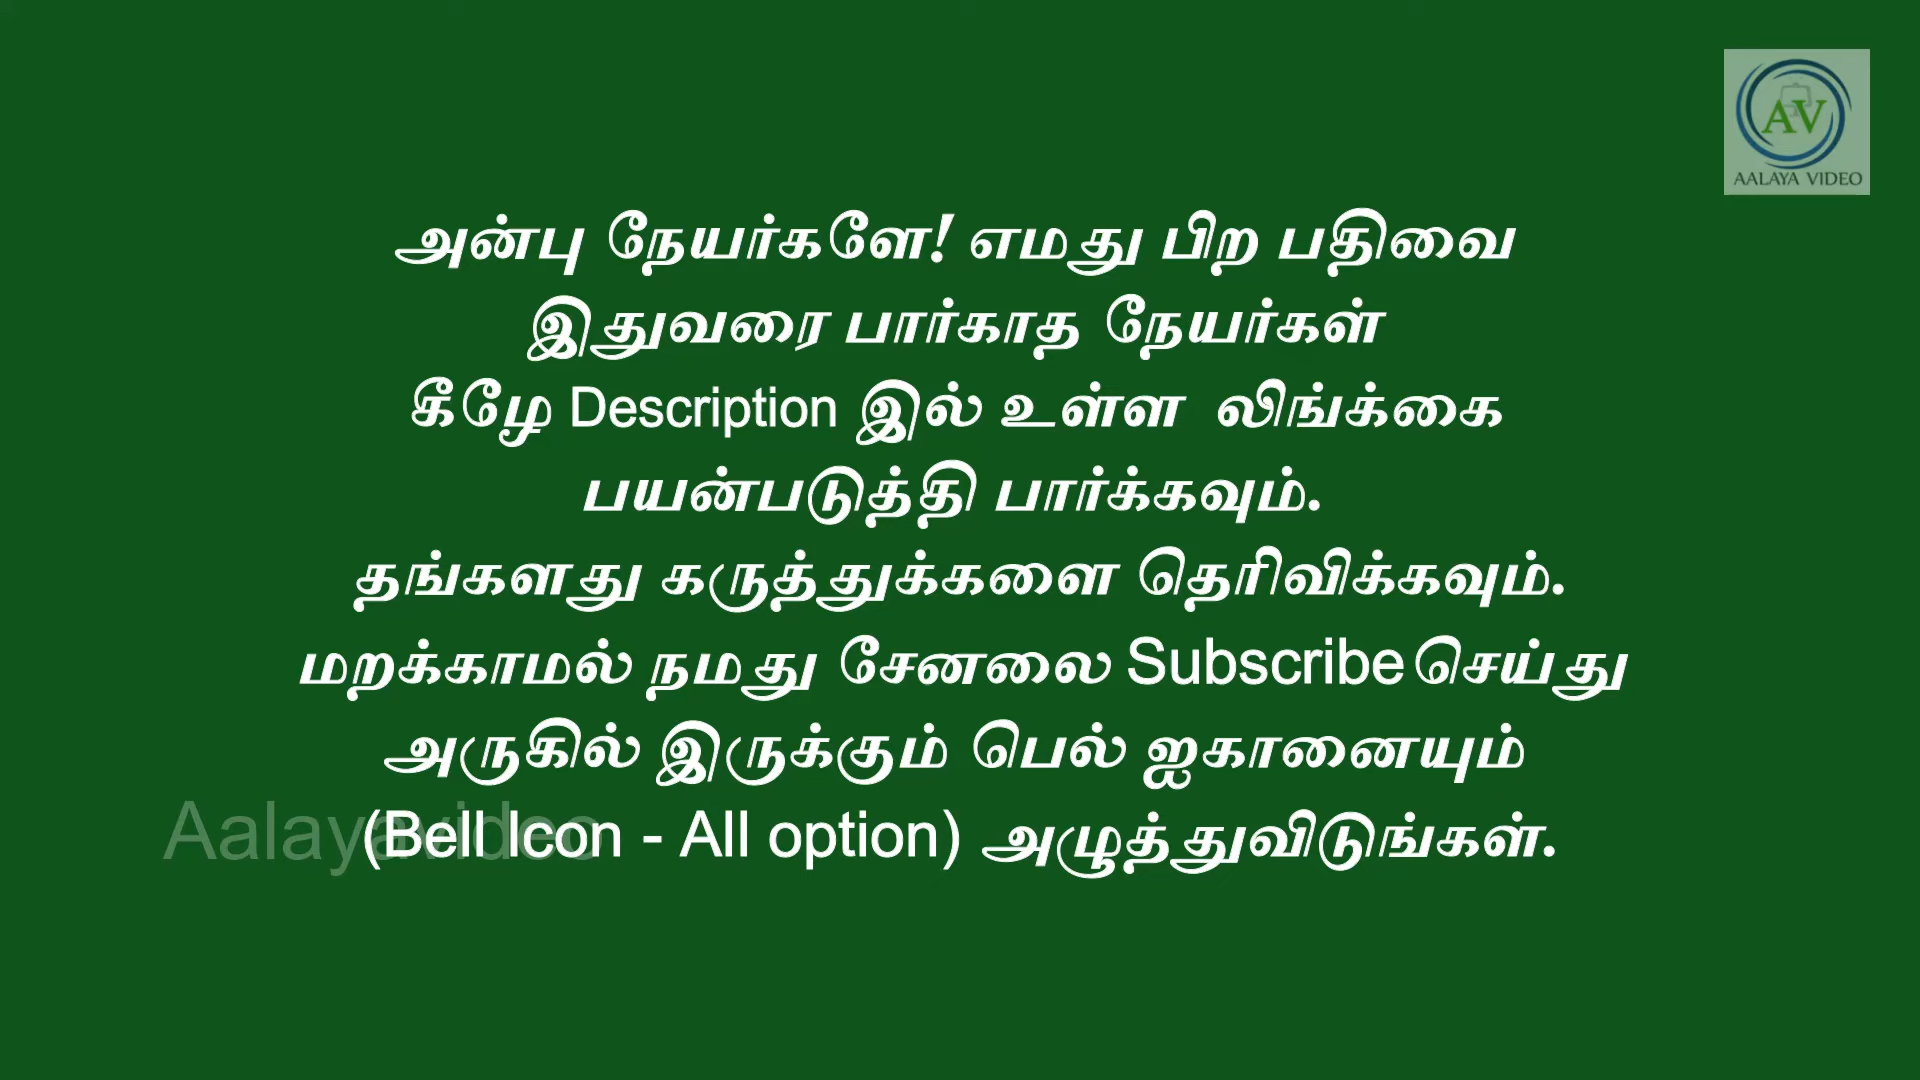 AV
AALAYA VIDEO
அன்பு நேயர்களே! எமது பிற பதிவை
இதுவரை பார்காத நேயர்கள்
கீழே Description இல் உள்ள லிங்க்கை
பயன்படுத்தி பார்க்கவும்.
தங்களது கருத்துக்களை தெரிவிக்கவும்.
மறக்காமல் நமது சேனலை Subscribe செய்து
அருகில் இருக்கும் பெல் ஐகானையும்
(Bell Icon - All option) அழுத்துவிடுங்கள்.
Aalayavideo